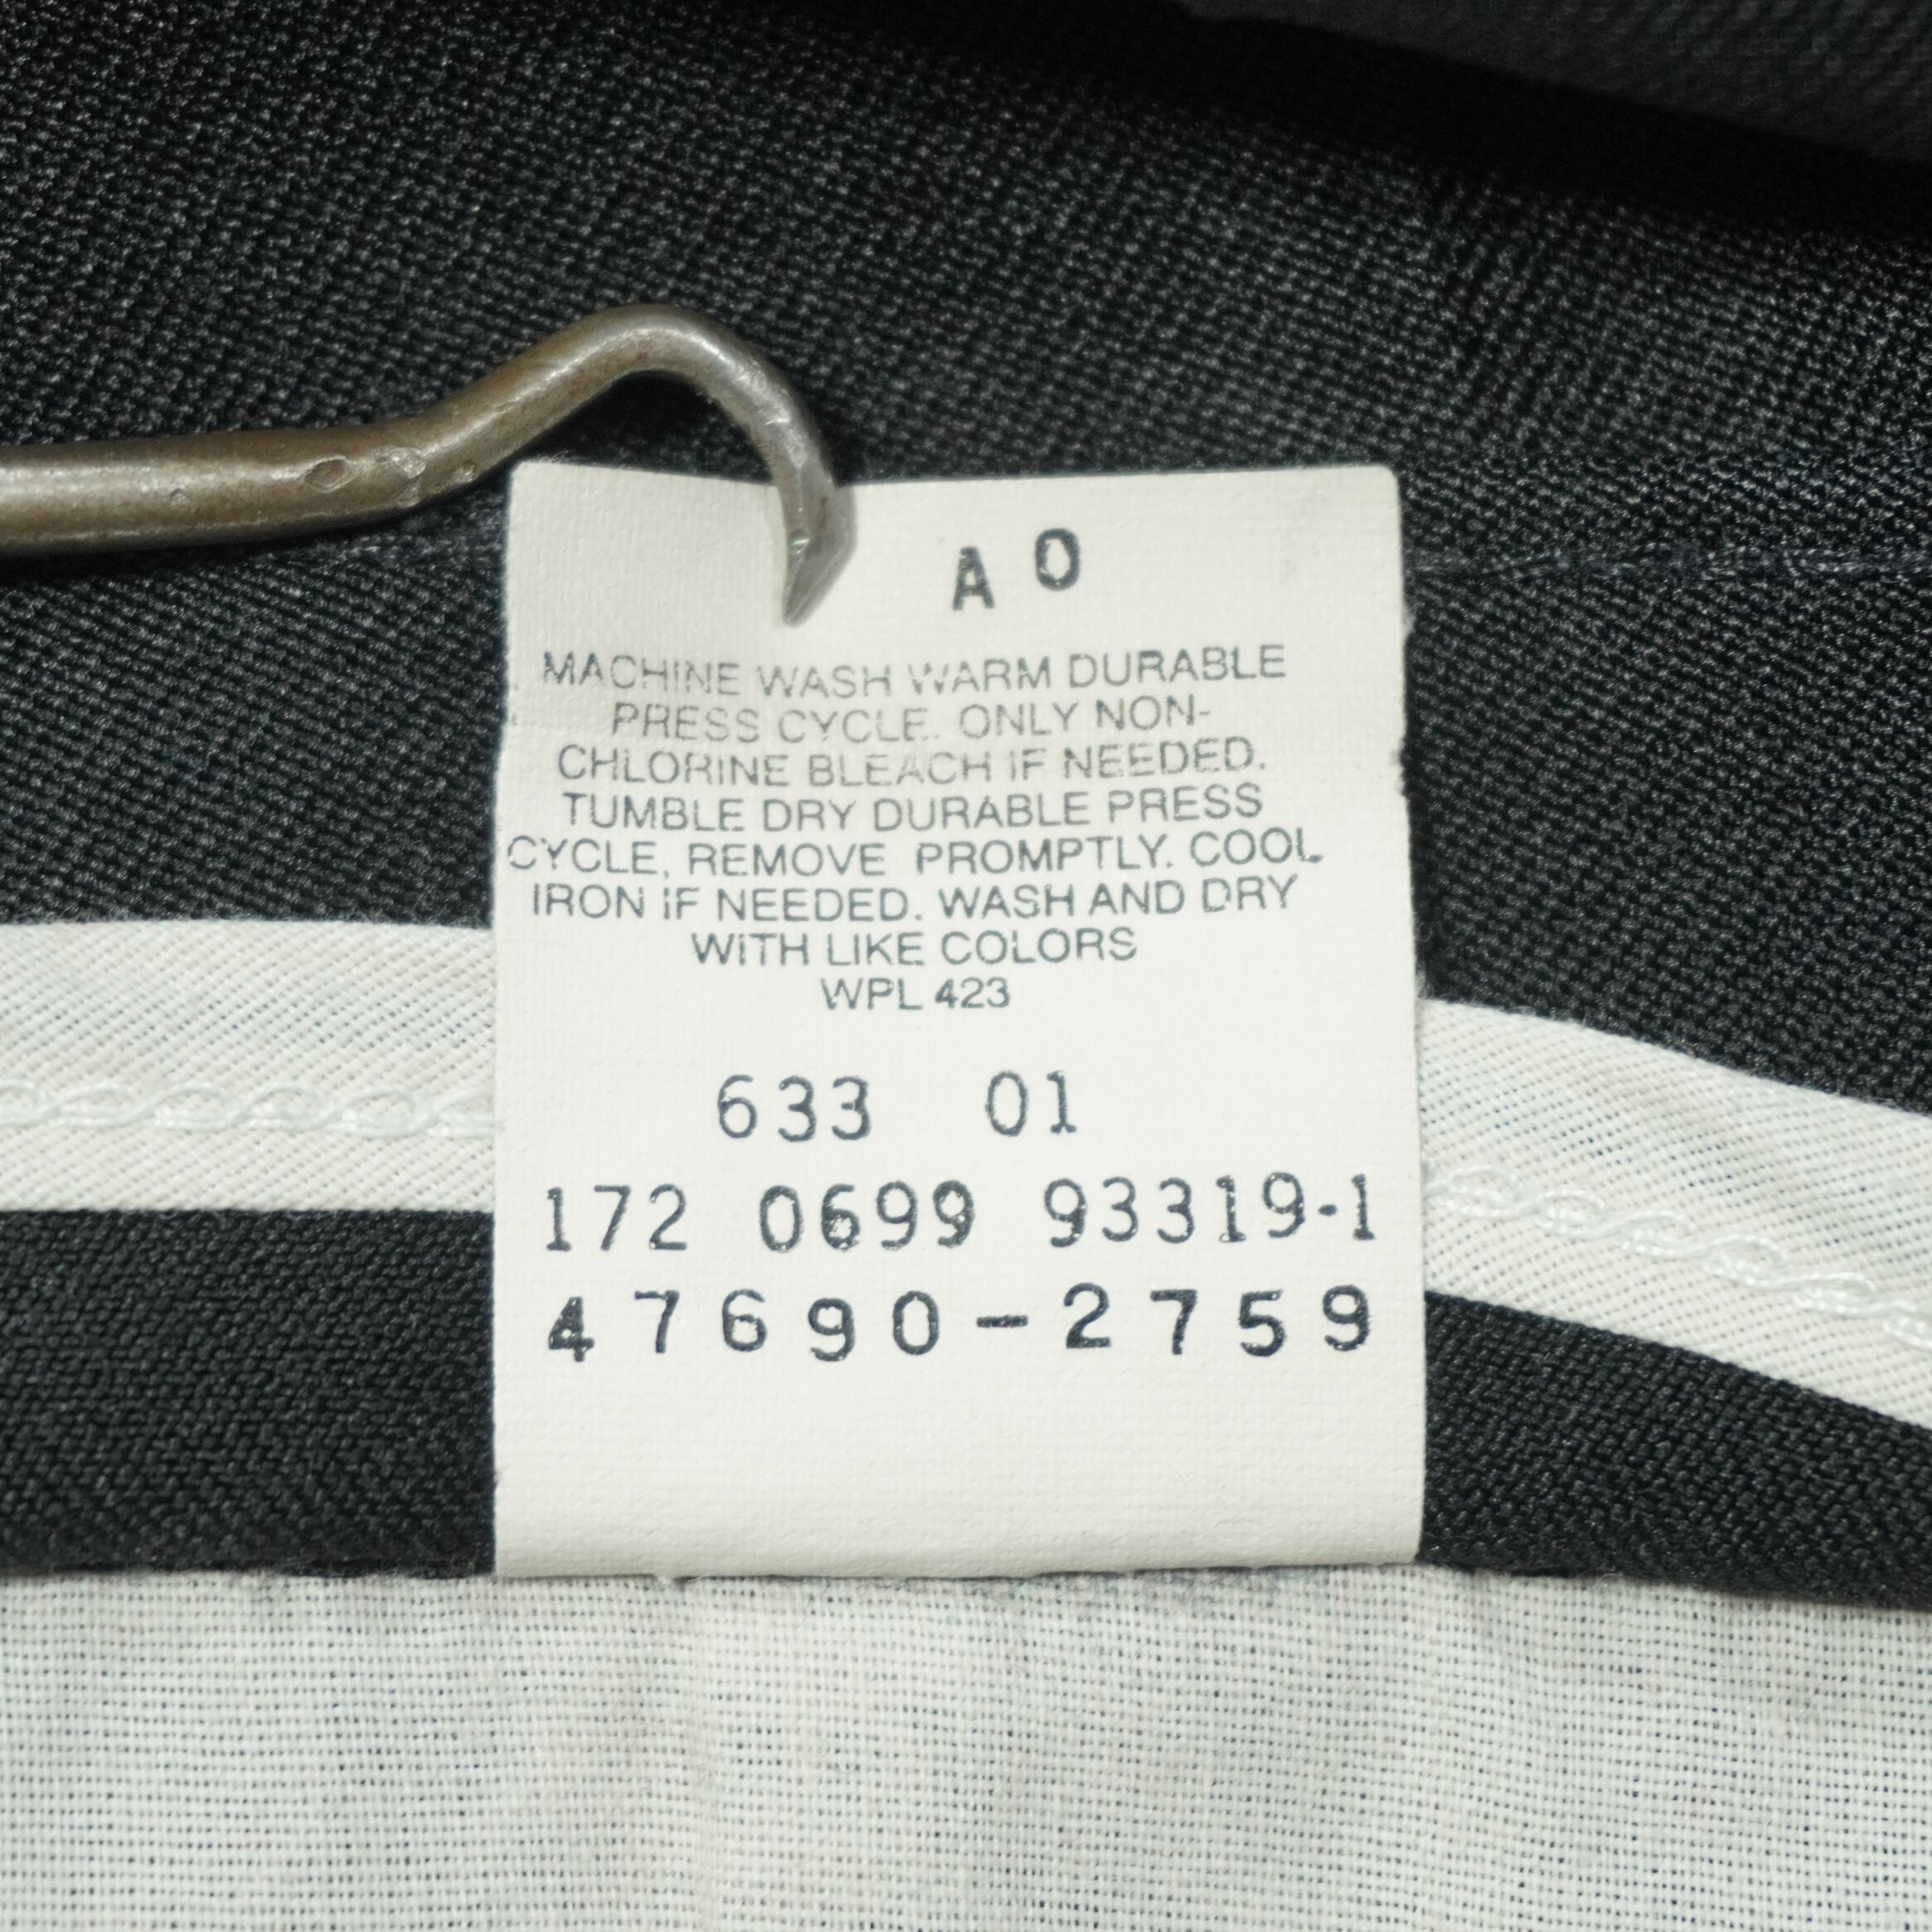 A O
MACHINE WASH WARM DURABLE
PRESS CYCLE. ONLY NON-
CHLORINE BLEACH IF NEEDED.
TUMBLE DRY DURABLE PRESS
CYCLE, REMOVE PROMPTLY. COOL
IRON IF NEEDED. WASH AND DRY
WITH LIKE COLORS
WPL 423
633 01
172 0699 93319-1
47690-2759